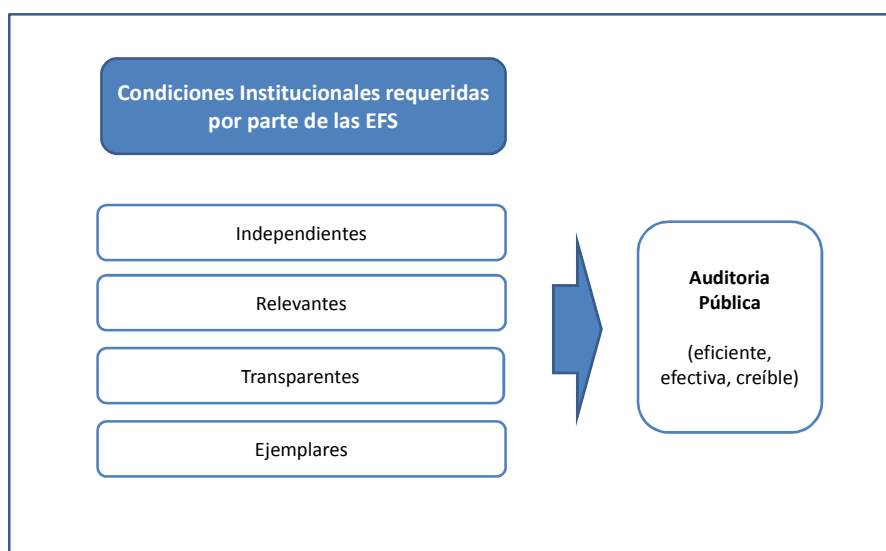 Condiciones Institucionales requeridas
por parte de las EFS
Independientes
Relevantes
Transparentes
Ejemplares
Auditoria
Pública
(eficiente,
efectiva, creíble)